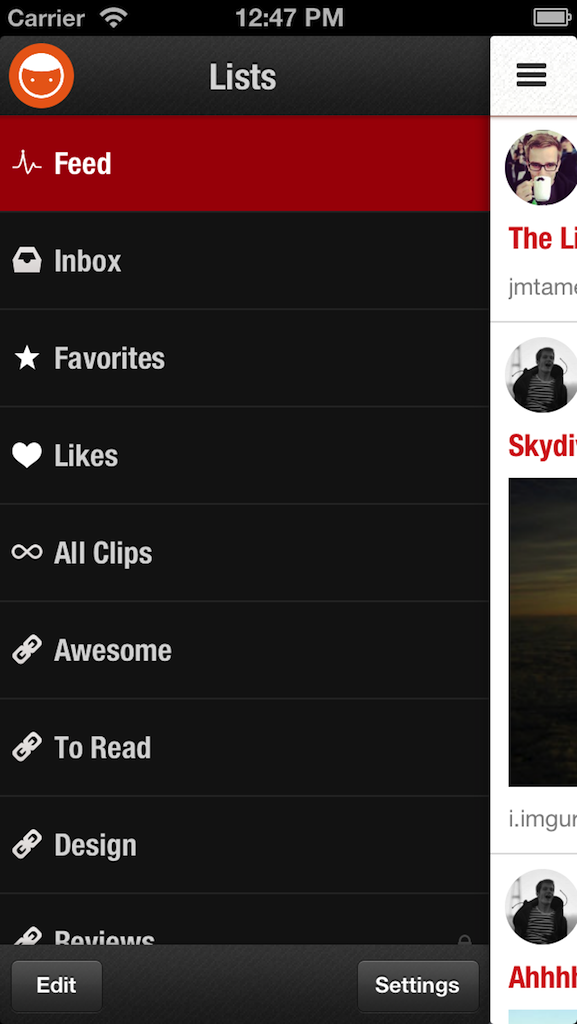 Carrier
12:47 PM
Lists
Feed
Inbox
Favorites
Likes
All Clips
Awesome
To Read
Design
Reviews
Edit
Settings
The Li
jmtame
Skydi
i.imgur
Ahhhh